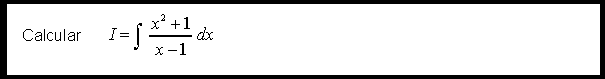 Calcular I = ∫ (x² + 1)/(x − 1) dx